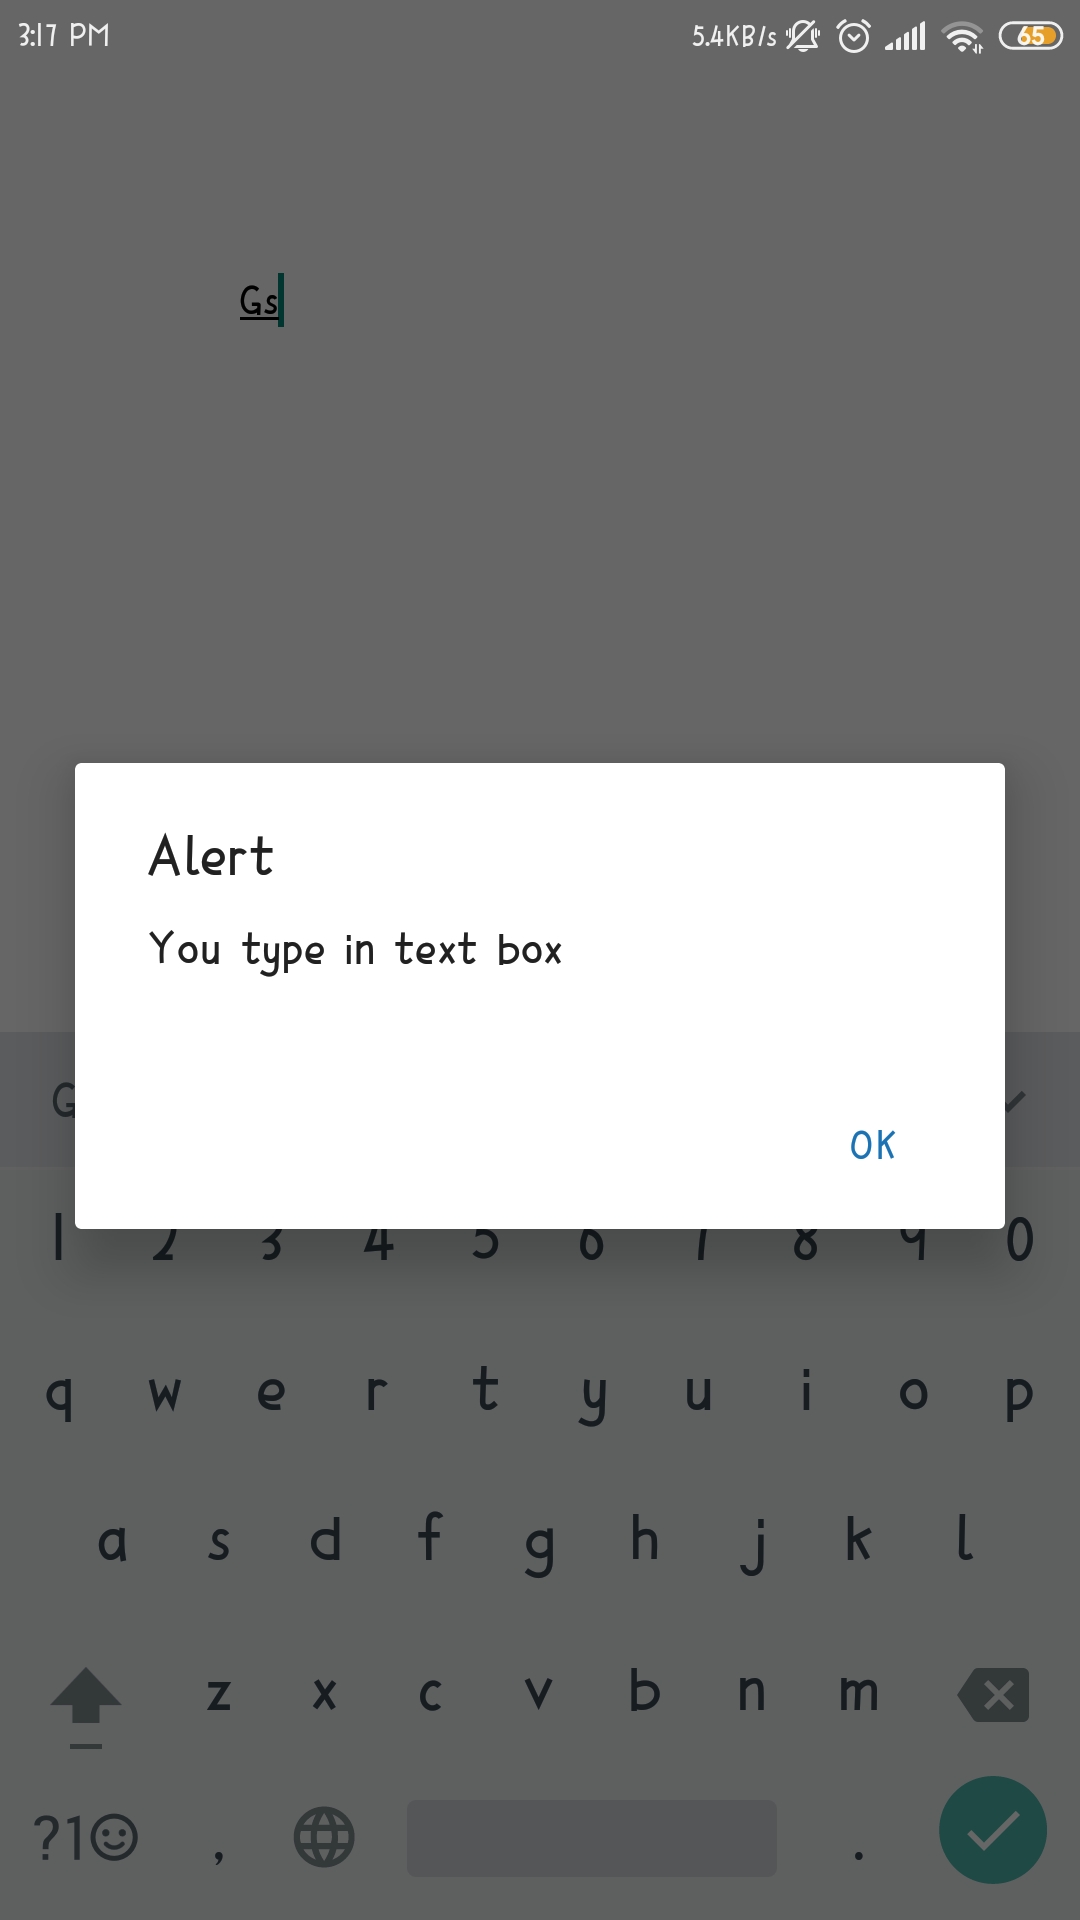 3:17 PM 5.4KB/s 65
Gs
Alert
You type in text box
G
OK
1 2 3 4 5 6 7 8 9 0
q w e r t y u i o p
a s d f g h j k l
z x c v b n m
?1 , .